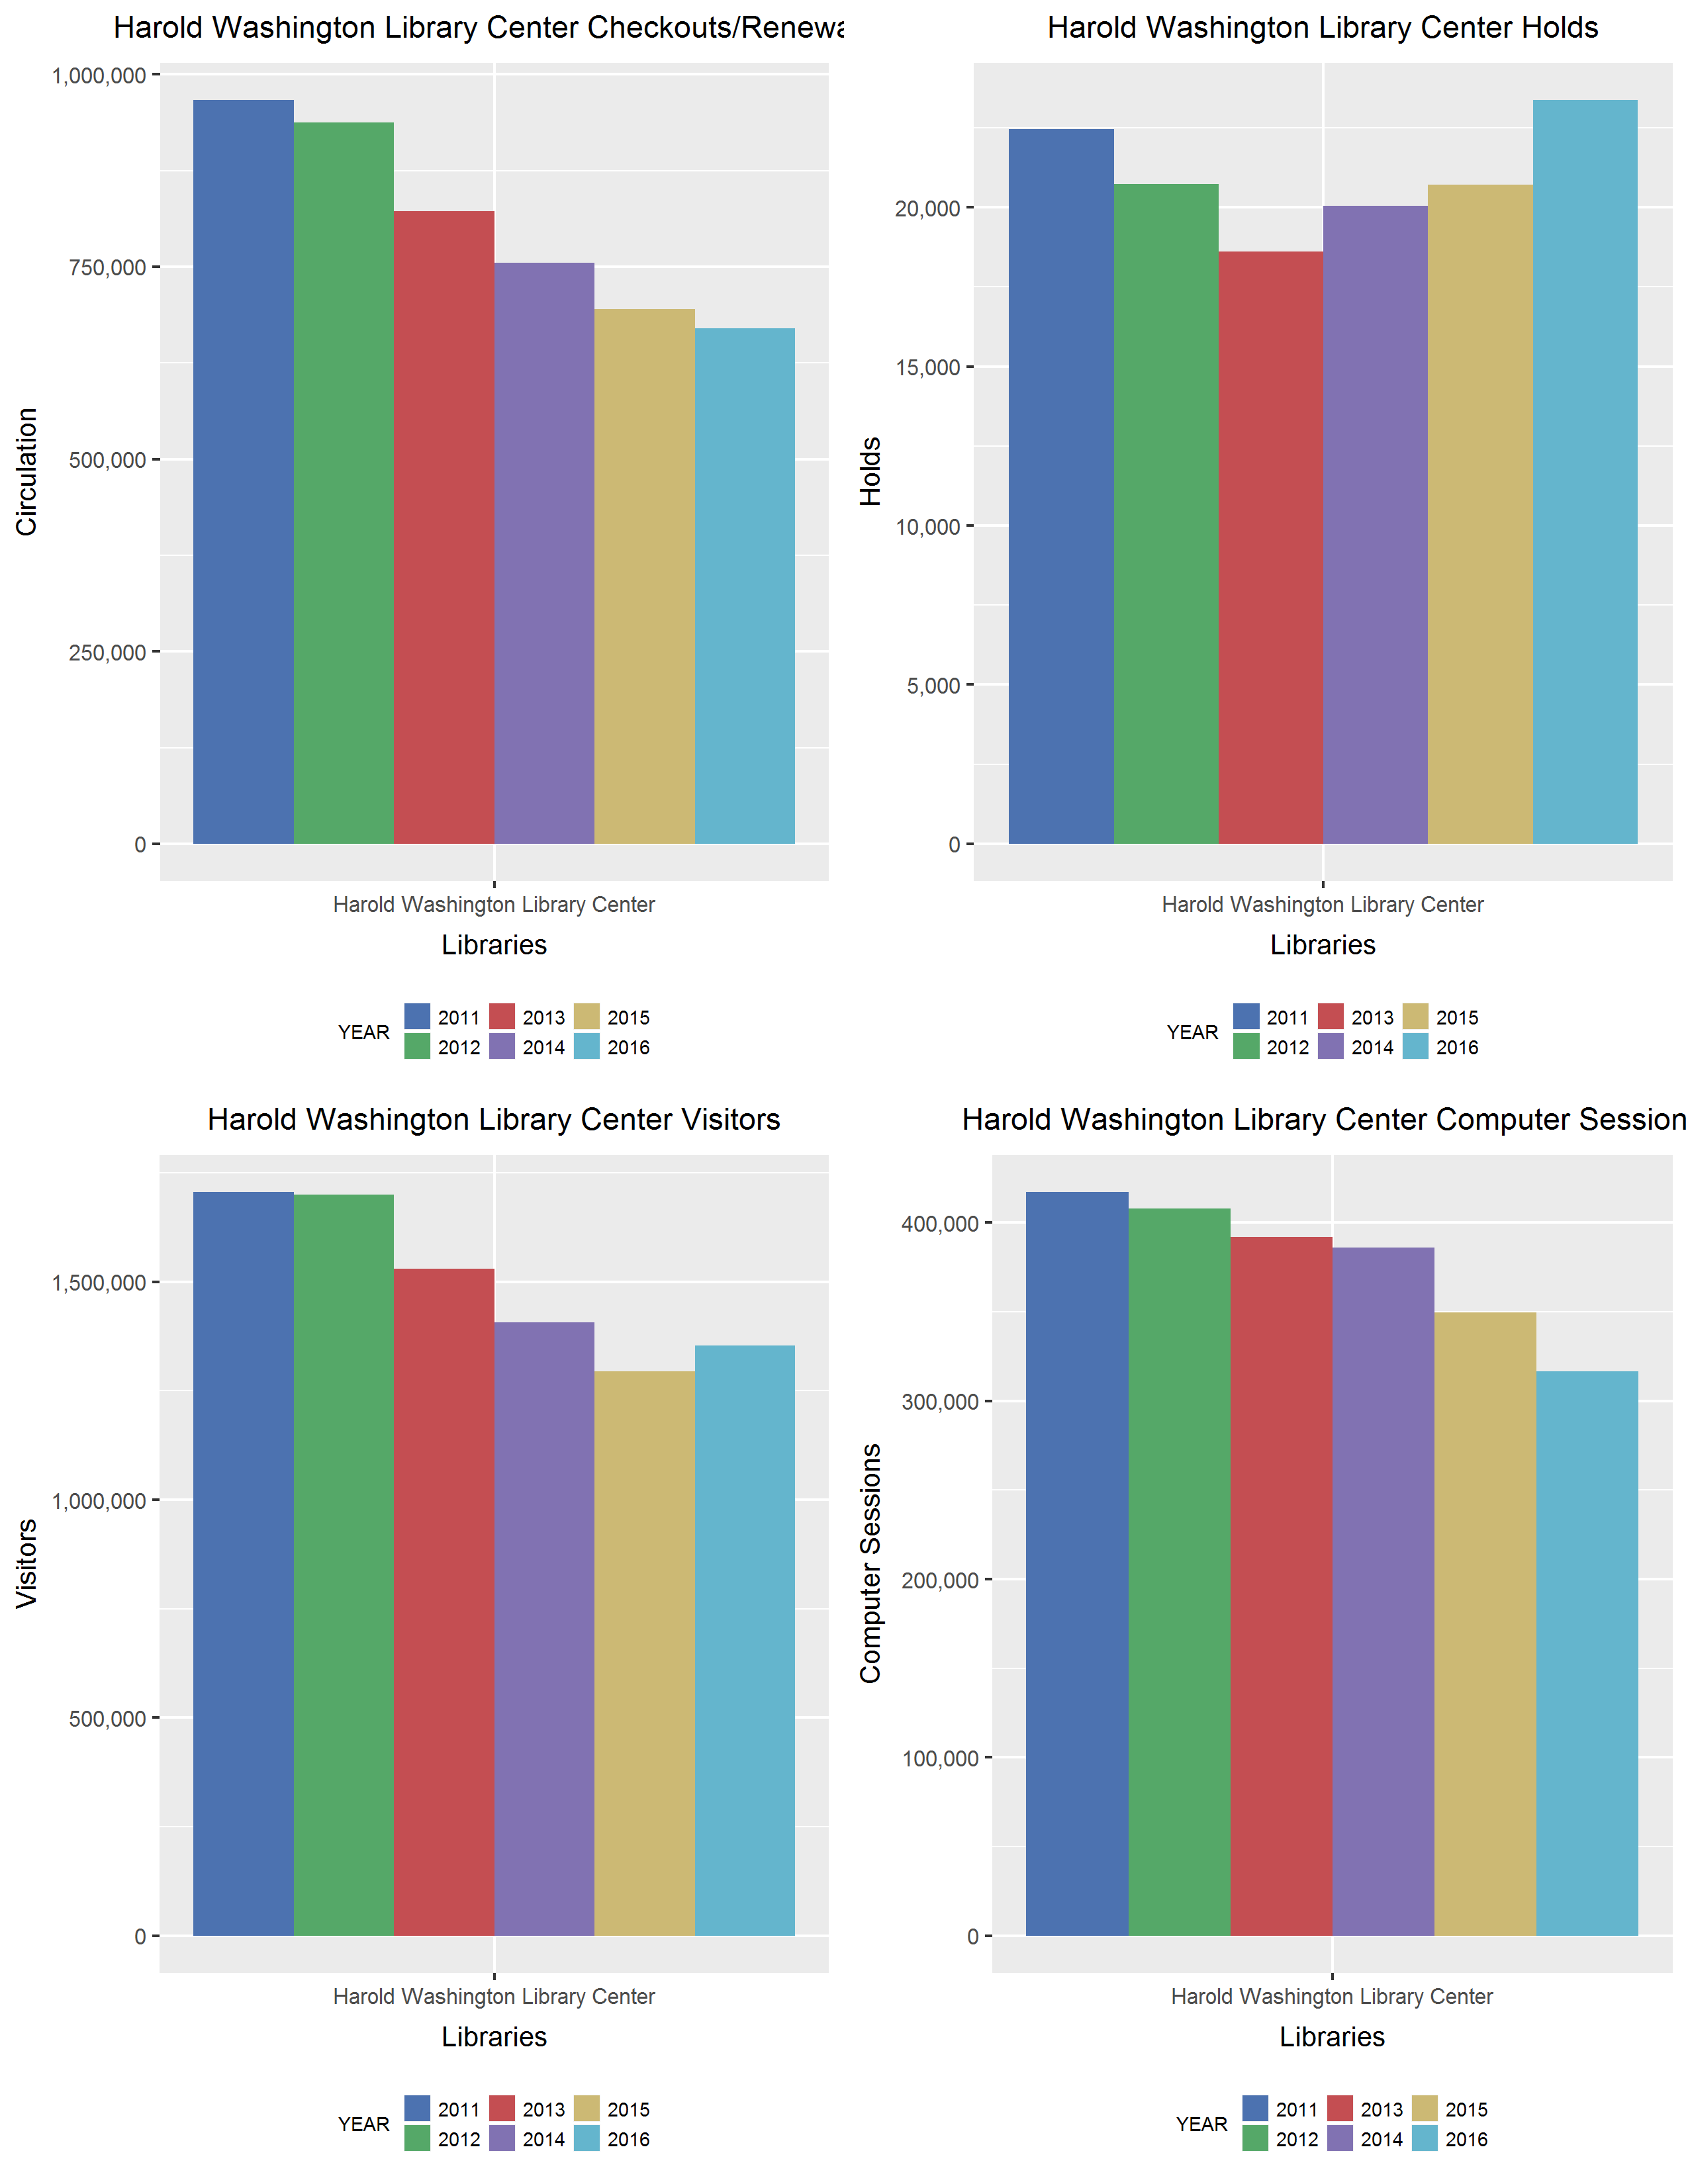 Harold Washington Library Center Checkouts/Renewa
1,000,000
750,000
500,000
250,000
0
Circulation
Harold Washington Library Center
Libraries
YEAR
2011 2013 2015
2012 2014 2016
Harold Washington Library Center Holds
20,000
15,000
10,000
5,000
0
Holds
Harold Washington Library Center
Libraries
YEAR
2011 2013 2015
2012 2014 2016
Harold Washington Library Center Visitors
1,500,000
1,000,000
500,000
0
Visitors
Harold Washington Library Center
Libraries
YEAR
2011 2013 2015
2012 2014 2016
Harold Washington Library Center Computer Session
400,000
300,000
200,000
100,000
0
Computer Sessions
Harold Washington Library Center
Libraries
YEAR
2011 2013 2015
2012 2014 2016